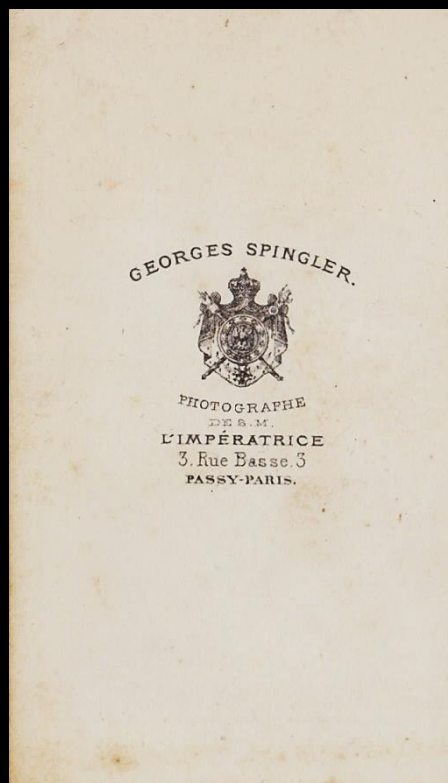 GEORGES SPINGLER.
PHOTOGRAPHE
DE S.M.
L'IMPÉRATRICE
3, Rue Basse, 3
PASSY-PARIS.